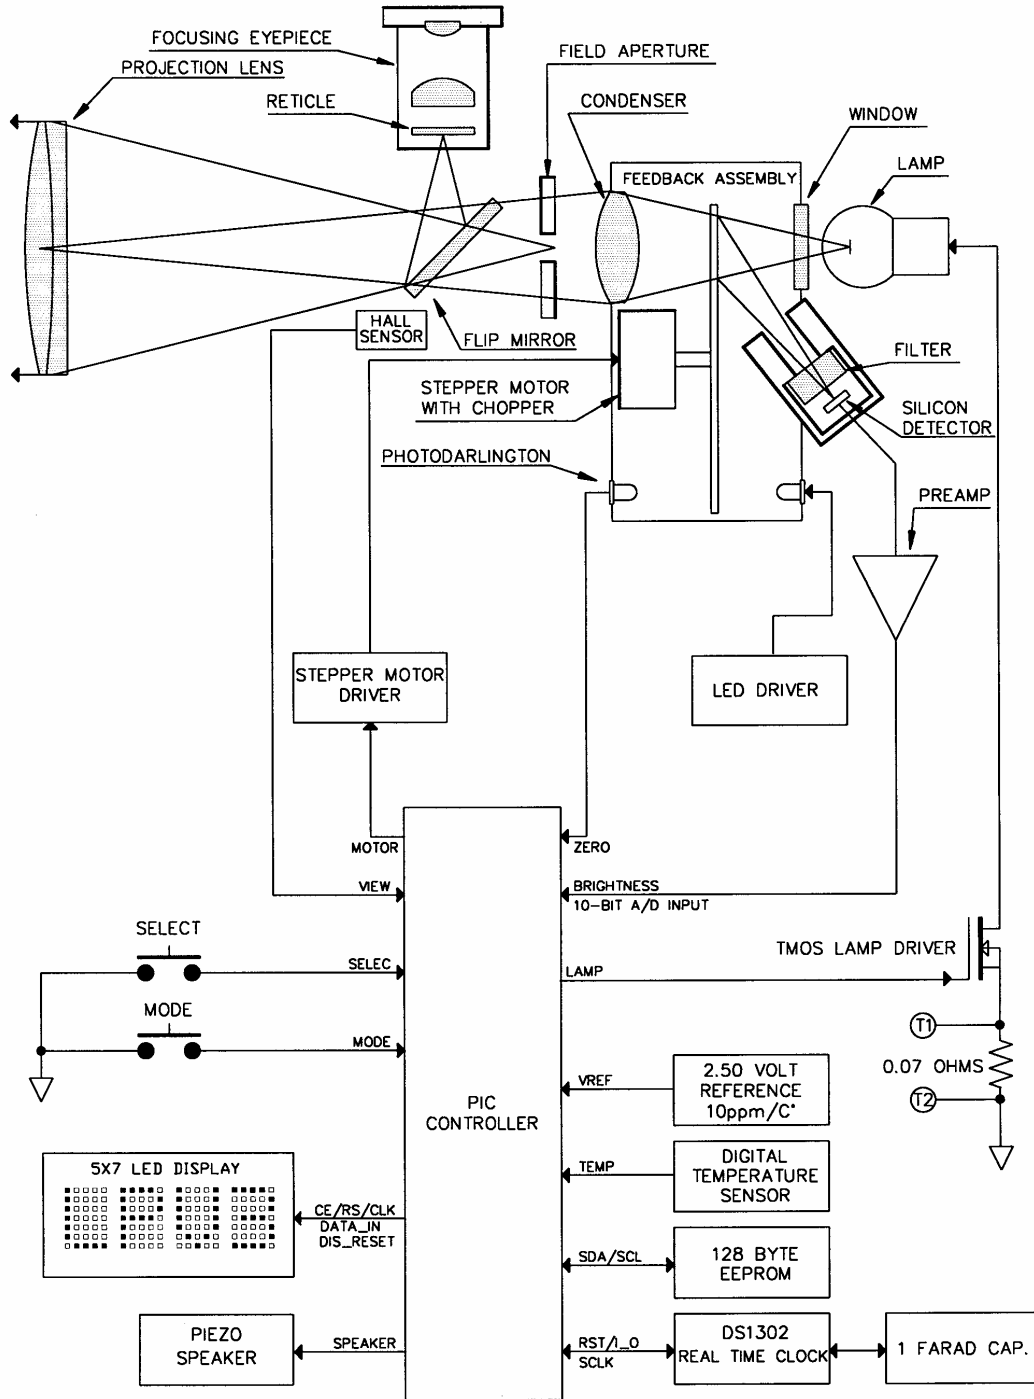 FOCUSING EYEPIECE
PROJECTION LENS
RETICLE
FIELD APERTURE
CONDENSER
WINDOW
LAMP
FEEDBACK ASSEMBLY
HALL
SENSOR
FLIP MIRROR
STEPPER MOTOR
WITH CHOPPER
FILTER
SILICON
DETECTOR
PHOTODARLINGTON
PREAMP
STEPPER MOTOR
DRIVER
LED DRIVER
MOTOR
ZERO
VIEW
BRIGHTNESS
10-BIT A/D INPUT
SELECT
SELEC
LAMP
TMOS LAMP DRIVER
MODE
MODE
T1
0.07 OHMS
T2
PIC
CONTROLLER
VREF
2.50 VOLT
REFERENCE
10ppm/C°
TEMP
DIGITAL
TEMPERATURE
SENSOR
5X7 LED DISPLAY
CE/RS/CLK
DATA_IN
DIS_RESET
SDA/SCL
128 BYTE
EEPROM
PIEZO
SPEAKER
SPEAKER
RST/I_O
SCLK
DS1302
REAL TIME CLOCK
1 FARAD CAP.